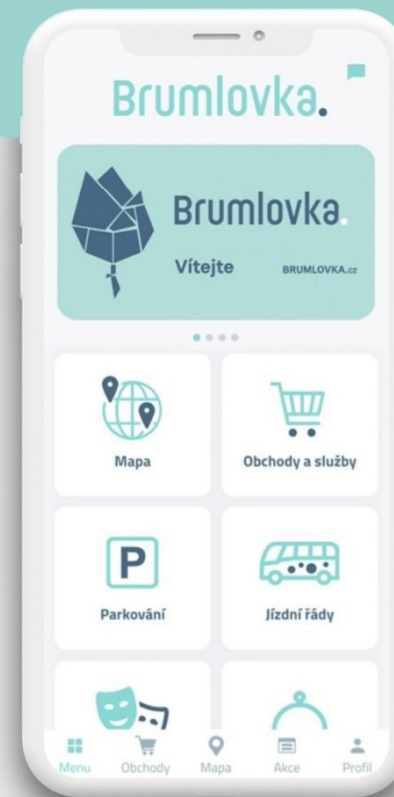 Brumlovka.
Brumlovka.
Vítejte
BRUMLOVKA.cz
Mapa
Obchody a služby
P
Parkování
Jízdní řády
Menu
Obchody
Mapa
Akce
Profil